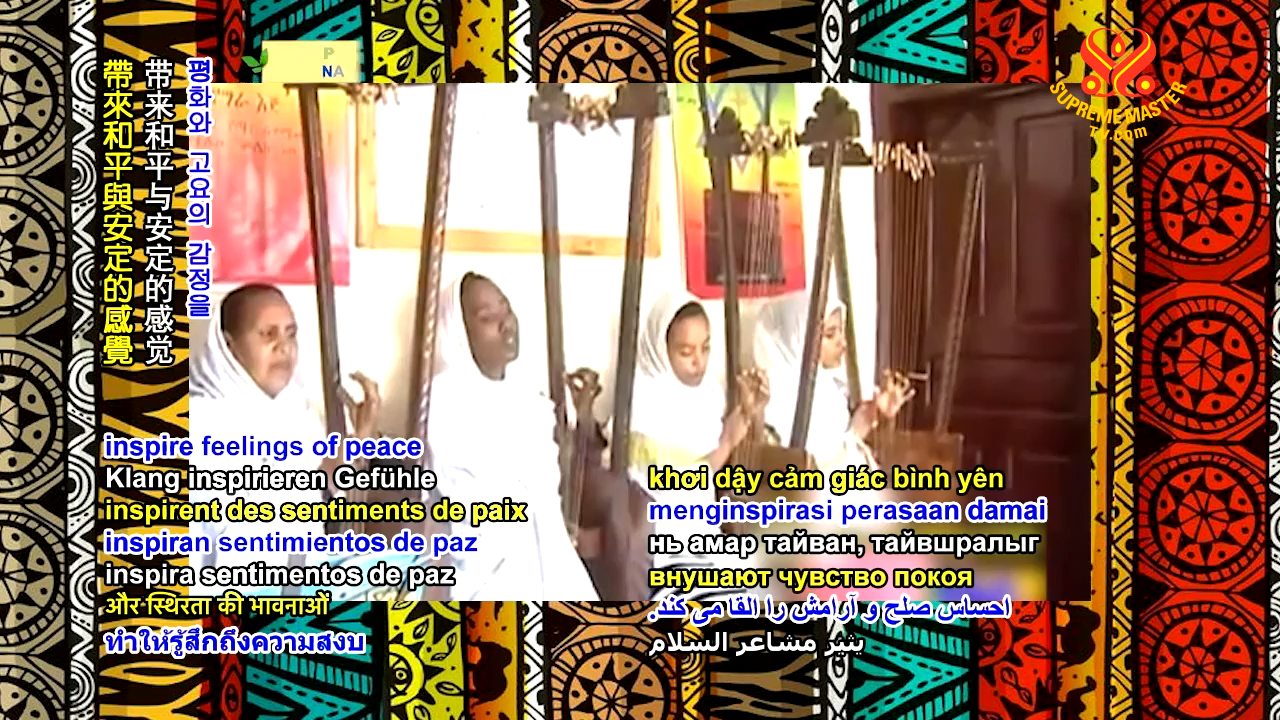 帶來和平與安定的感覺
带来和平与安定的感觉
평화와 고요의 감정을
P
NA
SUPREME MASTER
TV.com
inspire feelings of peace
Klang inspirieren Gefühle
inspirent des sentiments de paix
inspiran sentimientos de paz
inspira sentimentos de paz
और स्थिरता की भावनाओं
ทำให้รู้สึกถึงความสงบ
khơi dậy cảm giác bình yên
menginspirasi perasaan damai
нь амар тайван, тайвшралыг
внушают чувство покоя
احساس صلح و آرامش را القا می کند.
يثير مشاعر السلام